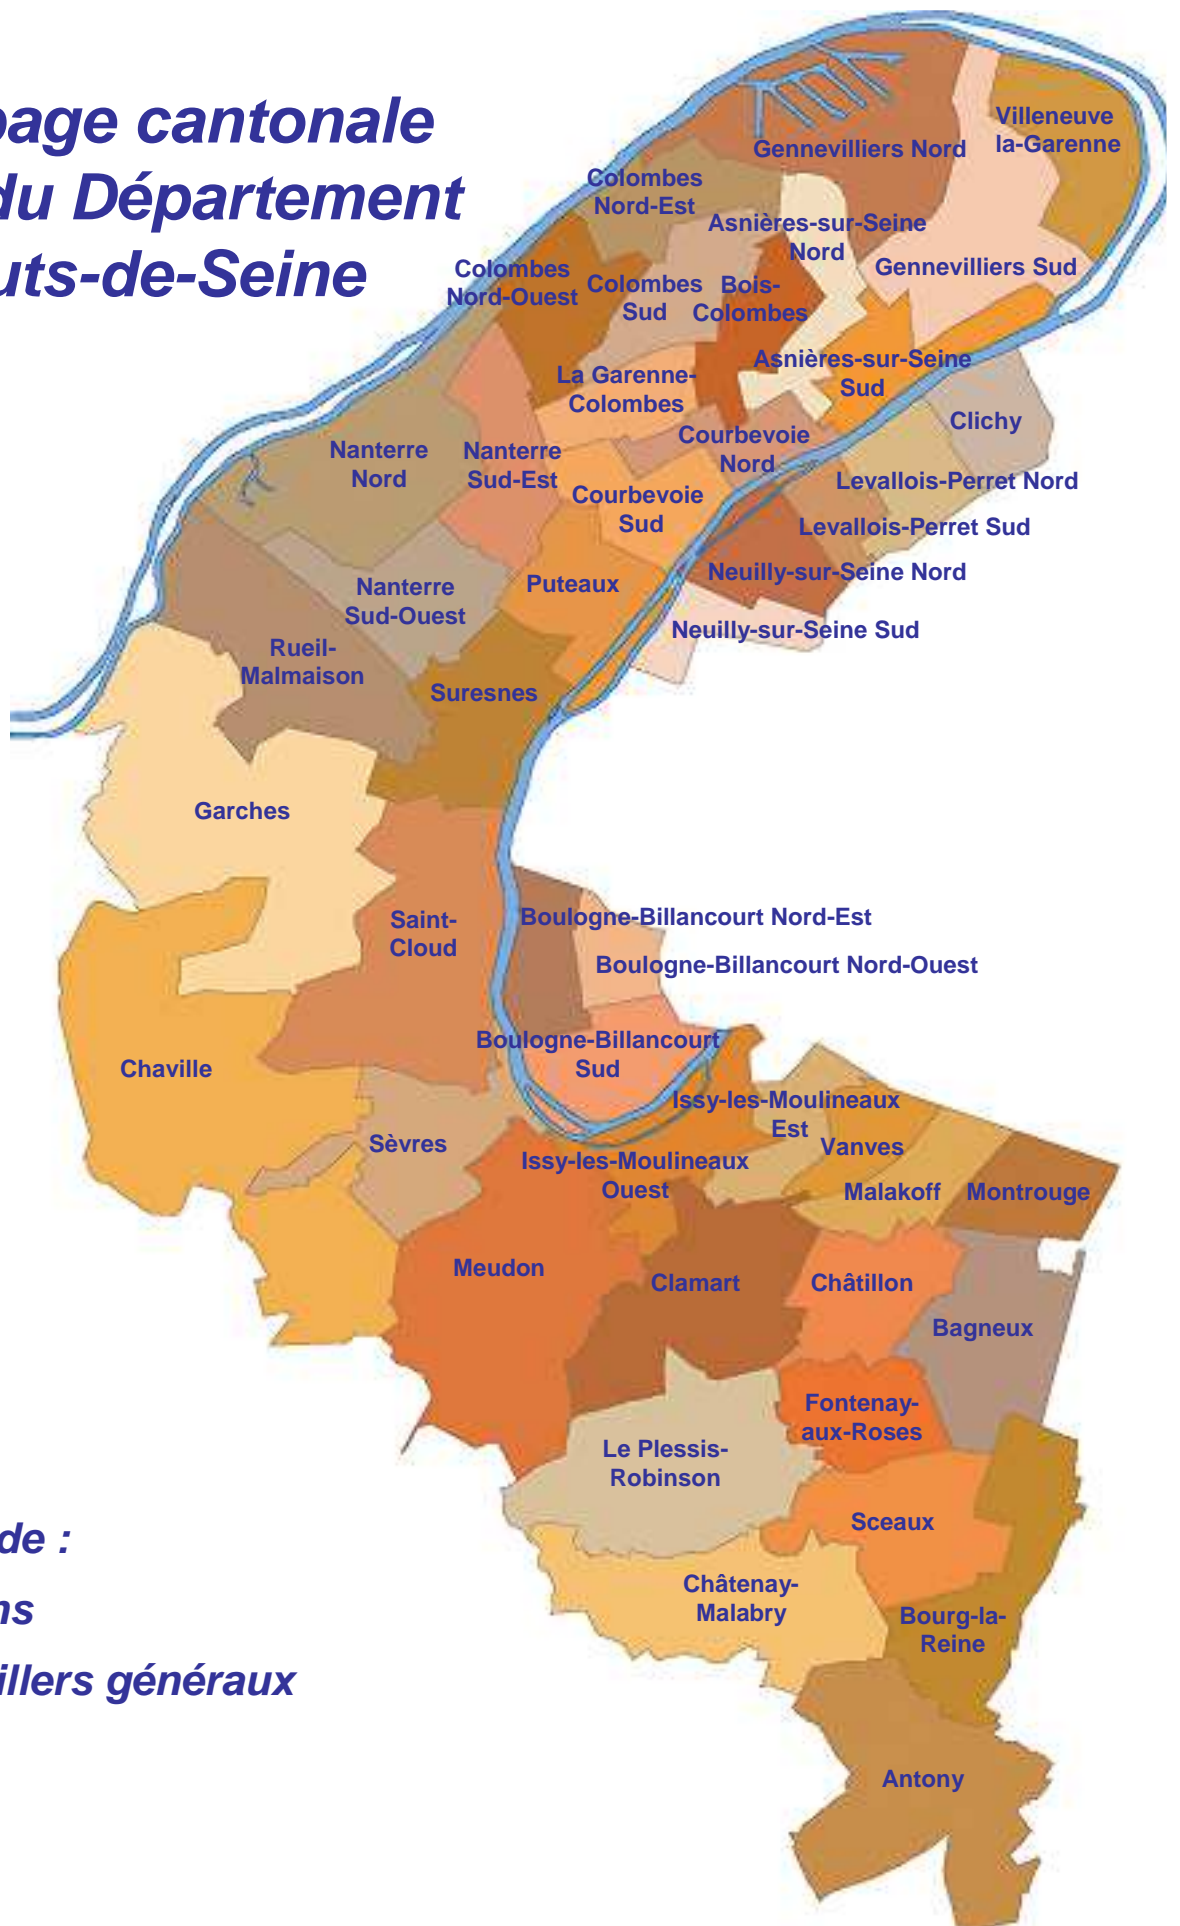 page cantonale
du Département
uts-de-Seine
Villeneuve
la-Garenne
Gennevilliers Nord
Colombes
Nord-Est
Asnières-sur-Seine
Nord
Gennevilliers Sud
Colombes
Nord-Ouest
Colombes
Sud
Bois-
Colombes
Asnières-sur-Seine
Sud
La Garenne-
Colombes
Clichy
Courbevoie
Nord
Nanterre
Nord
Nanterre
Sud-Est
Levallois-Perret Nord
Courbevoie
Sud
Levallois-Perret Sud
Neuilly-sur-Seine Nord
Puteaux
Nanterre
Sud-Ouest
Neuilly-sur-Seine Sud
Rueil-
Malmaison
Suresnes
Garches
Saint-
Cloud
Boulogne-Billancourt Nord-Est
Boulogne-Billancourt Nord-Ouest
Boulogne-Billancourt
Sud
Chaville
Issy-les-Moulineaux
Est
Sèvres
Vanves
Issy-les-Moulineaux
Ouest
Malakoff
Montrouge
Meudon
Clamart
Châtillon
Bagneux
Fontenay-
aux-Roses
Le Plessis-
Robinson
Sceaux
de :
Châtenay-
Malabry
ns
Bourg-la-
Reine
illers généraux
Antony